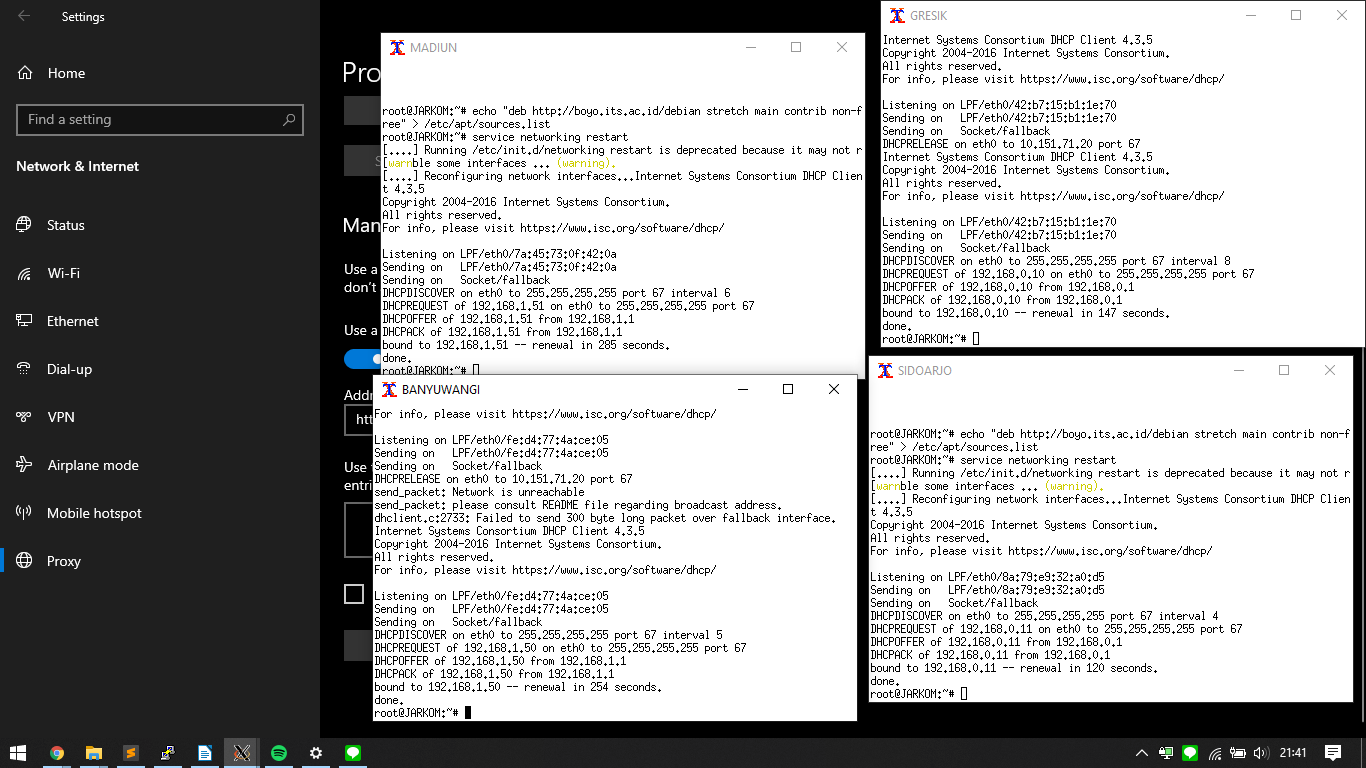 Settings
Home
Find a setting
Network & Internet
Status
Wi-Fi
Ethernet
Dial-up
VPN
Airplane mode
Mobile hotspot
Proxy
Pro
S
Man
Use a
don't
Use a
Addr
htt
Use
entri
MADIUN
root@JARKOM:~# echo "deb http://boyo.its.ac.id/debian stretch main contrib non-f
ree" > /etc/apt/sources.list
root@JARKOM:~# service networking restart
[....] Running /etc/init.d/networking restart is deprecated because it may not r
[warnble some interfaces ... (warning).
[....] Reconfiguring network interfaces...Internet Systems Consortium DHCP Clien
t 4.3.5
Copyright 2004-2016 Internet Systems Consortium.
All rights reserved.
For info, please visit https://www.isc.org/software/dhcp/
Listening on LPF/eth0/7a:45:73:0f:42:0a
Sending on   LPF/eth0/7a:45:73:0f:42:0a
Sending on   Socket/fallback
DHCPDISCOVER on eth0 to 255.255.255.255 port 67 interval 6
DHCPREQUEST of 192.168.1.51 on eth0 to 255.255.255.255 port 67
DHCPOFFER of 192.168.1.51 from 192.168.1.1
DHCPACK of 192.168.1.51 from 192.168.1.1
bound to 192.168.1.51 -- renewal in 285 seconds.
done.
root@JARKOM:~#
BANYUWANGI
For info, please visit https://www.isc.org/software/dhcp/
Listening on LPF/eth0/fe:d4:77:4a:ce:05
Sending on   LPF/eth0/fe:d4:77:4a:ce:05
Sending on   Socket/fallback
DHCPRELEASE on eth0 to 10.151.71.20 port 67
send_packet: Network is unreachable
send_packet: please consult README file regarding broadcast address.
dhclient.c:2733: Failed to send 300 byte long packet over fallback interface.
Internet Systems Consortium DHCP Client 4.3.5
Copyright 2004-2016 Internet Systems Consortium.
All rights reserved.
For info, please visit https://www.isc.org/software/dhcp/
Listening on LPF/eth0/fe:d4:77:4a:ce:05
Sending on   LPF/eth0/fe:d4:77:4a:ce:05
Sending on   Socket/fallback
DHCPDISCOVER on eth0 to 255.255.255.255 port 67 interval 5
DHCPREQUEST of 192.168.1.50 on eth0 to 255.255.255.255 port 67
DHCPOFFER of 192.168.1.50 from 192.168.1.1
DHCPACK of 192.168.1.50 from 192.168.1.1
bound to 192.168.1.50 -- renewal in 254 seconds.
done.
root@JARKOM:~#
GRESIK
Internet Systems Consortium DHCP Client 4.3.5
Copyright 2004-2016 Internet Systems Consortium.
All rights reserved.
For info, please visit https://www.isc.org/software/dhcp/
Listening on LPF/eth0/42:b7:15:b1:1e:70
Sending on   LPF/eth0/42:b7:15:b1:1e:70
Sending on   Socket/fallback
DHCPRELEASE on eth0 to 10.151.71.20 port 67
Internet Systems Consortium DHCP Client 4.3.5
Copyright 2004-2016 Internet Systems Consortium.
All rights reserved.
For info, please visit https://www.isc.org/software/dhcp/
Listening on LPF/eth0/42:b7:15:b1:1e:70
Sending on   LPF/eth0/42:b7:15:b1:1e:70
Sending on   Socket/fallback
DHCPDISCOVER on eth0 to 255.255.255.255 port 67 interval 8
DHCPREQUEST of 192.168.0.10 on eth0 to 255.255.255.255 port 67
DHCPOFFER of 192.168.0.10 from 192.168.0.1
DHCPACK of 192.168.0.10 from 192.168.0.1
bound to 192.168.0.10 -- renewal in 147 seconds.
done.
root@JARKOM:~#
SIDOARJO
root@JARKOM:~# echo "deb http://boyo.its.ac.id/debian stretch main contrib non-f
ree" > /etc/apt/sources.list
root@JARKOM:~# service networking restart
[....] Running /etc/init.d/networking restart is deprecated because it may not r
[warnble some interfaces ... (warning).
[....] Reconfiguring network interfaces...Internet Systems Consortium DHCP Clien
t 4.3.5
Copyright 2004-2016 Internet Systems Consortium.
All rights reserved.
For info, please visit https://www.isc.org/software/dhcp/
Listening on LPF/eth0/8a:79:e9:32:a0:d5
Sending on   LPF/eth0/8a:79:e9:32:a0:d5
Sending on   Socket/fallback
DHCPDISCOVER on eth0 to 255.255.255.255 port 67 interval 4
DHCPREQUEST of 192.168.0.11 on eth0 to 255.255.255.255 port 67
DHCPOFFER of 192.168.0.11 from 192.168.0.1
DHCPACK of 192.168.0.11 from 192.168.0.1
bound to 192.168.0.11 -- renewal in 120 seconds.
done.
root@JARKOM:~#
21:41